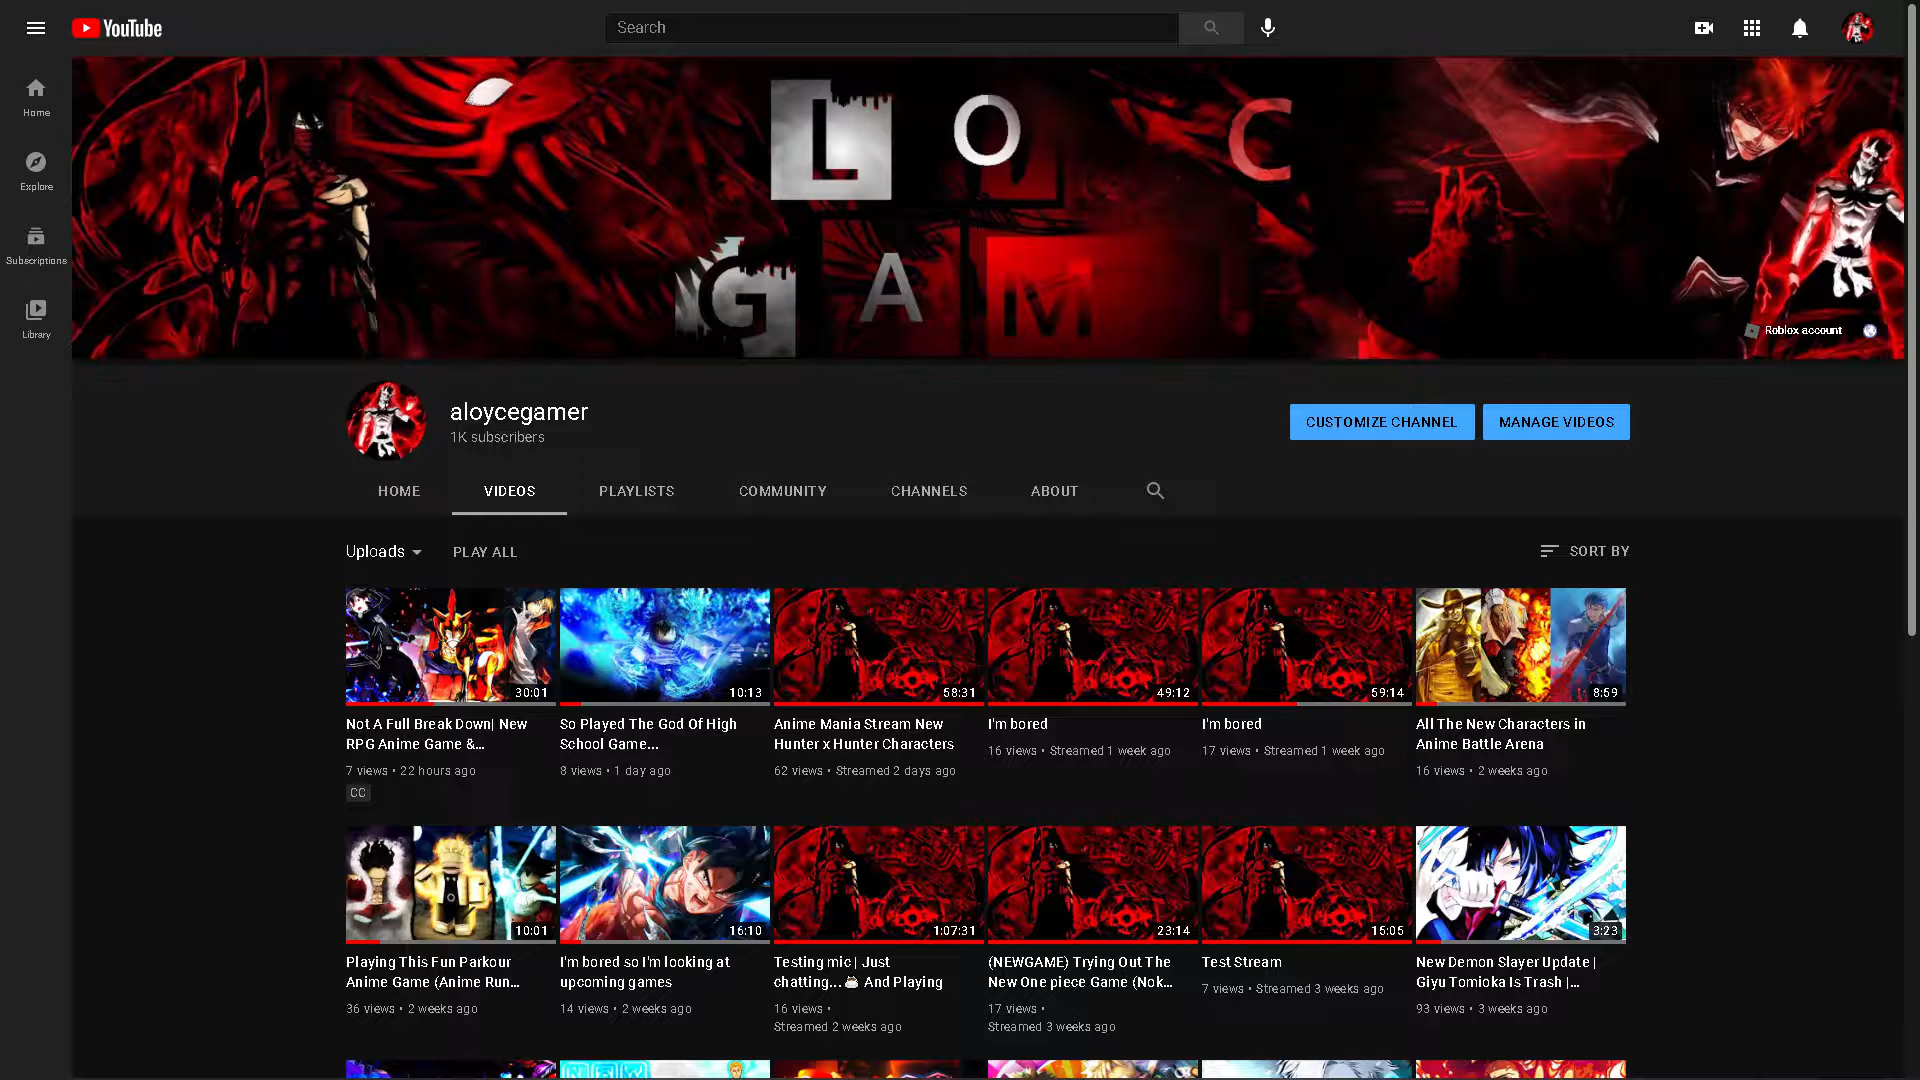 YouTube
Search
Home
Explore
Subscriptions
Library
L O C
G A M
Roblox account
aloycegamer
1K subscribers
CUSTOMIZE CHANNEL
MANAGE VIDEOS
HOME
VIDEOS
PLAYLISTS
COMMUNITY
CHANNELS
ABOUT
Uploads
PLAY ALL
SORT BY
30:01
Not A Full Break Down| New
RPG Anime Game &...
7 views • 22 hours ago
CC
10:13
So Played The God Of High
School Game...
8 views • 1 day ago
58:31
Anime Mania Stream New
Hunter x Hunter Characters
62 views • Streamed 2 days ago
49:12
I'm bored
16 views • Streamed 1 week ago
59:14
I'm bored
17 views • Streamed 1 week ago
8:59
All The New Characters in
Anime Battle Arena
16 views • 2 weeks ago
10:01
Playing This Fun Parkour
Anime Game (Anime Run...
36 views • 2 weeks ago
16:10
I'm bored so I'm looking at
upcoming games
14 views • 2 weeks ago
1:07:31
Testing mic | Just
chatting...☕ And Playing
16 views •
Streamed 2 weeks ago
23:14
(NEWGAME) Trying Out The
New One piece Game (Nok...
17 views •
Streamed 3 weeks ago
15:05
Test Stream
7 views • Streamed 3 weeks ago
3:23
New Demon Slayer Update |
Giyu Tomioka Is Trash |...
93 views • 3 weeks ago